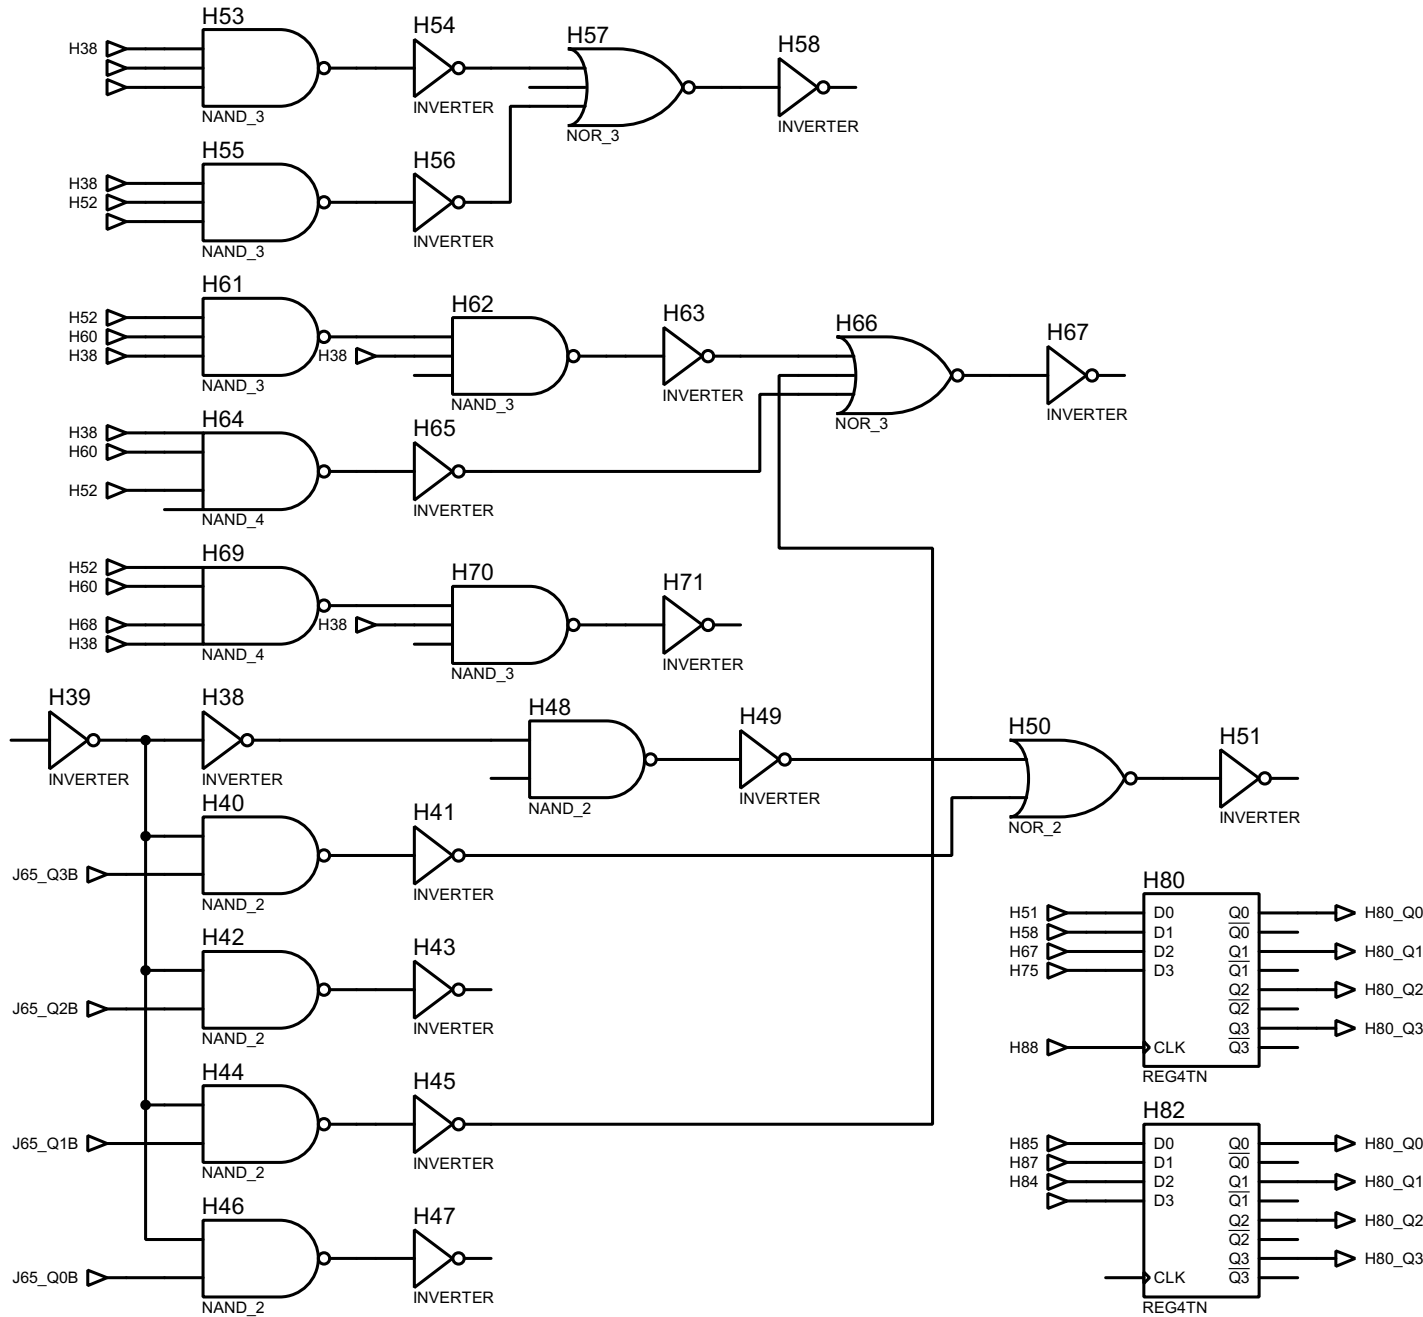 H53
H38
NAND_3
H54
INVERTER
H57
NOR_3
H58
INVERTER
H55
H38
H52
NAND_3
H56
INVERTER
H61
H52
H60
H38
NAND_3
H62
H38
NAND_3
H63
INVERTER
H66
NOR_3
H67
INVERTER
H64
H38
H60
H52
NAND_4
H65
INVERTER
H69
H52
H60
H68
H38
NAND_4
H70
H38
NAND_3
H71
INVERTER
H39
INVERTER
H38
INVERTER
H48
NAND_2
H49
INVERTER
H50
NOR_2
H51
INVERTER
H40
J65_Q3B
NAND_2
H41
INVERTER
H42
J65_Q2B
NAND_2
H43
INVERTER
H44
J65_Q1B
NAND_2
H45
INVERTER
H46
J65_Q0B
NAND_2
H47
INVERTER
H80
H51 D0 Q0 H80_Q0
H58 D1 Q0
H67 D2 Q1 H80_Q1
H75 D3 Q1
Q2 H80_Q2
Q2
Q3 H80_Q3
H88 CLK Q3
REG4TN
H82
H85 D0 Q0 H80_Q0
H87 D1 Q0
H84 D2 Q1 H80_Q1
D3 Q1
Q2 H80_Q2
Q2
Q3 H80_Q3
CLK Q3
REG4TN